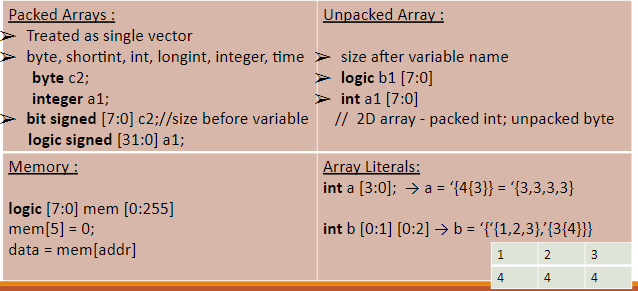 Packed Arrays :
➢ Treated as single vector
➢ byte, shortint, int, longint, integer, time
byte c2;
integer a1;
➢ bit signed [7:0] c2;//size before variable
logic signed [31:0] a1;
Unpacked Array :
➢ size after variable name
➢ logic b1 [7:0]
➢ int a1 [7:0]
// 2D array - packed int; unpacked byte
Memory :
logic [7:0] mem [0:255]
mem[5] = 0;
data = mem[addr]
Array Literals:
int a [3:0]; → a = ‘{4{3}} = ‘{3,3,3,3}
int b [0:1] [0:2] → b = ‘{‘{1,2,3},‘{3{4}}}
1 2 3
4 4 4